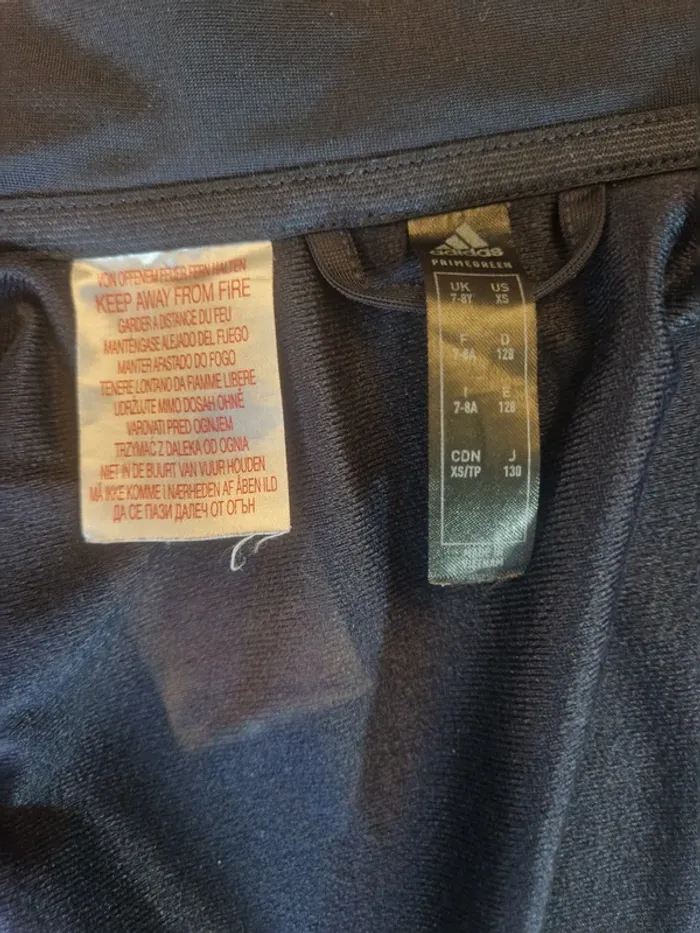 VON OFFENEM FEUER FERN HALTEN
KEEP AWAY FROM FIRE
GARDER A DISTANCE DU FEU
MANTÉNGASE ALEJADO DEL FUEGO
MANTER AFASTADO DO FOGO
TENERE LONTANO DA FIAMME LIBERE
UDRŽUJTE MIMO DOSAH OHNĚ
VAROVATI PRED OGNJEM
TRZYMAĆ Z DALEKA OD OGNIA
NIET IN DE BUURT VAN VUUR HOUDEN
MÅ IKKE KOMME I NÆRHEDEN AF ÅBEN ILD
ДА СЕ ПАЗИ ДАЛЕЧ ОТ ОГЪН
adidas
PRIMEGREEN
UK US
7-8Y XS
F D
7-8A 128
I E
7-8A 128
CDN J
XS/TP 130
MADE IN
VIETNAM